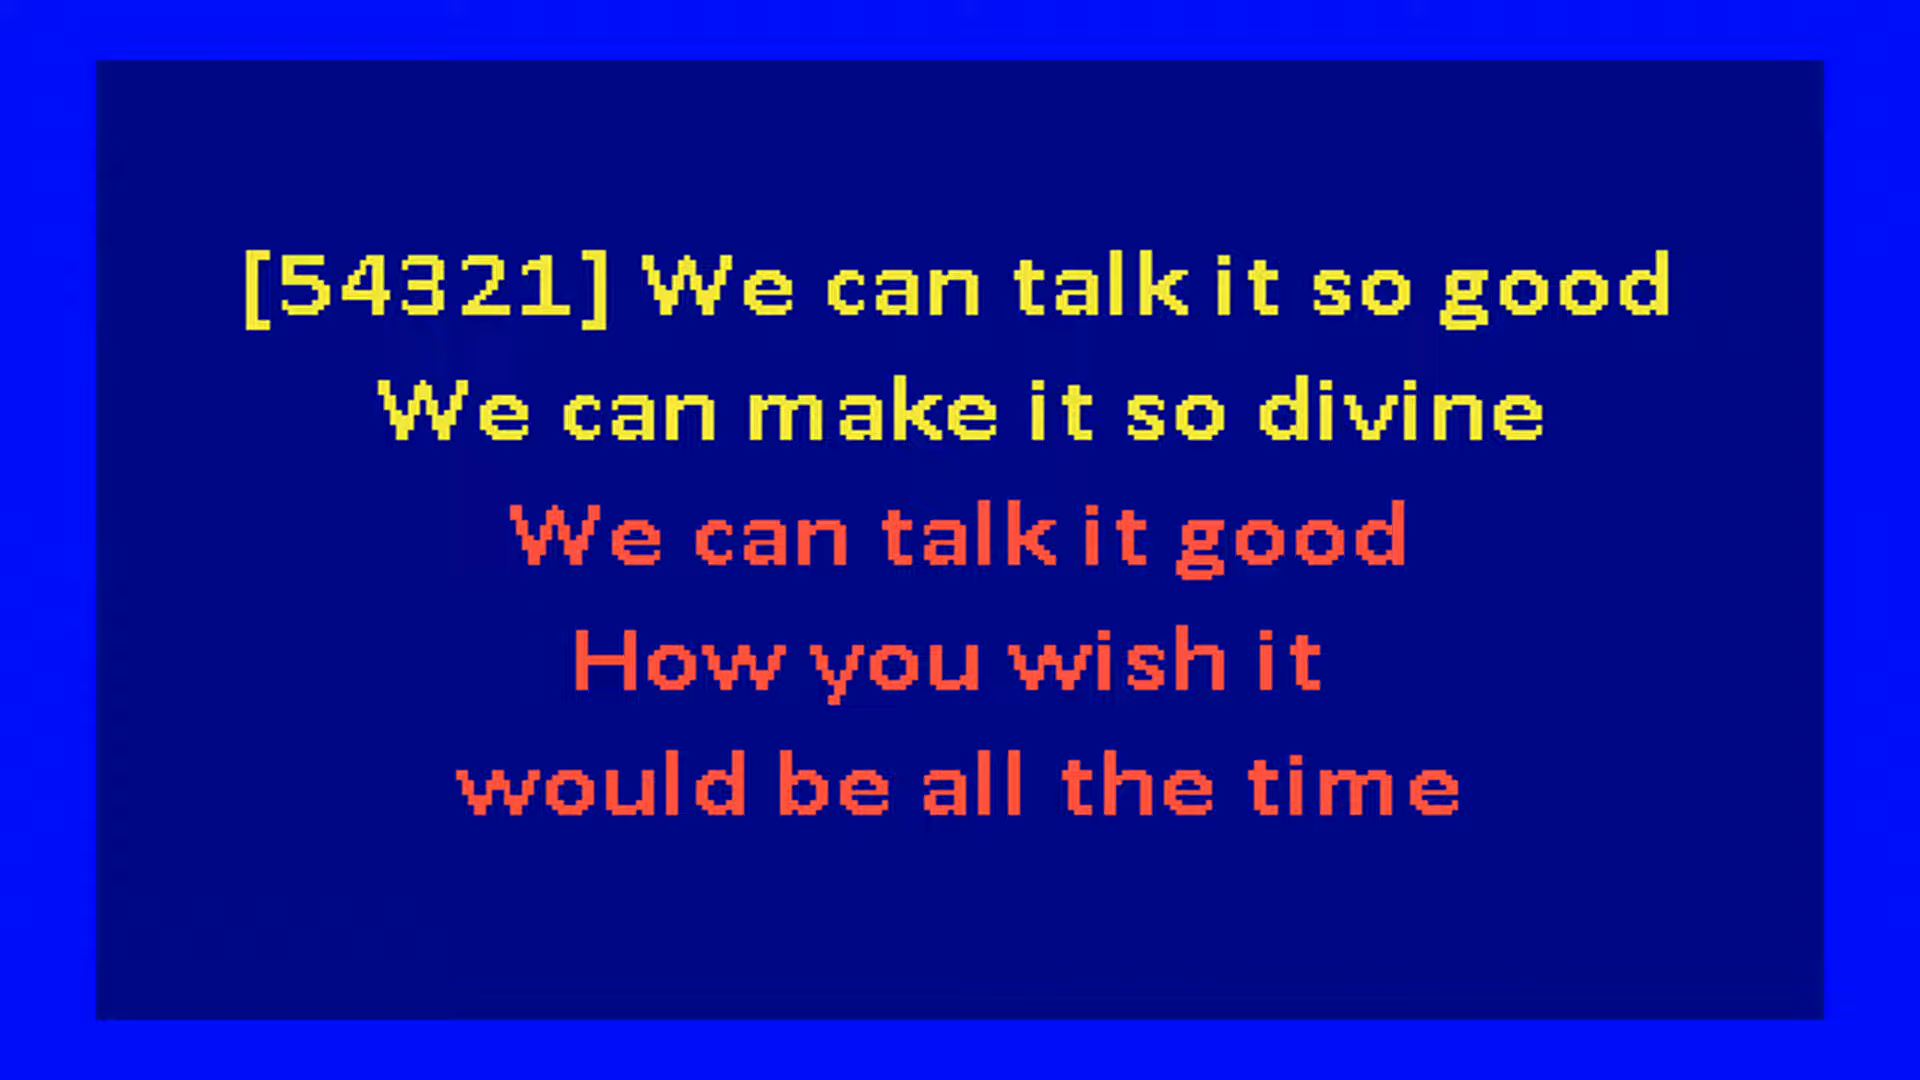 [54321] We can talk it so good
We can make it so divine
We can talk it good
How you wish it
would be all the time